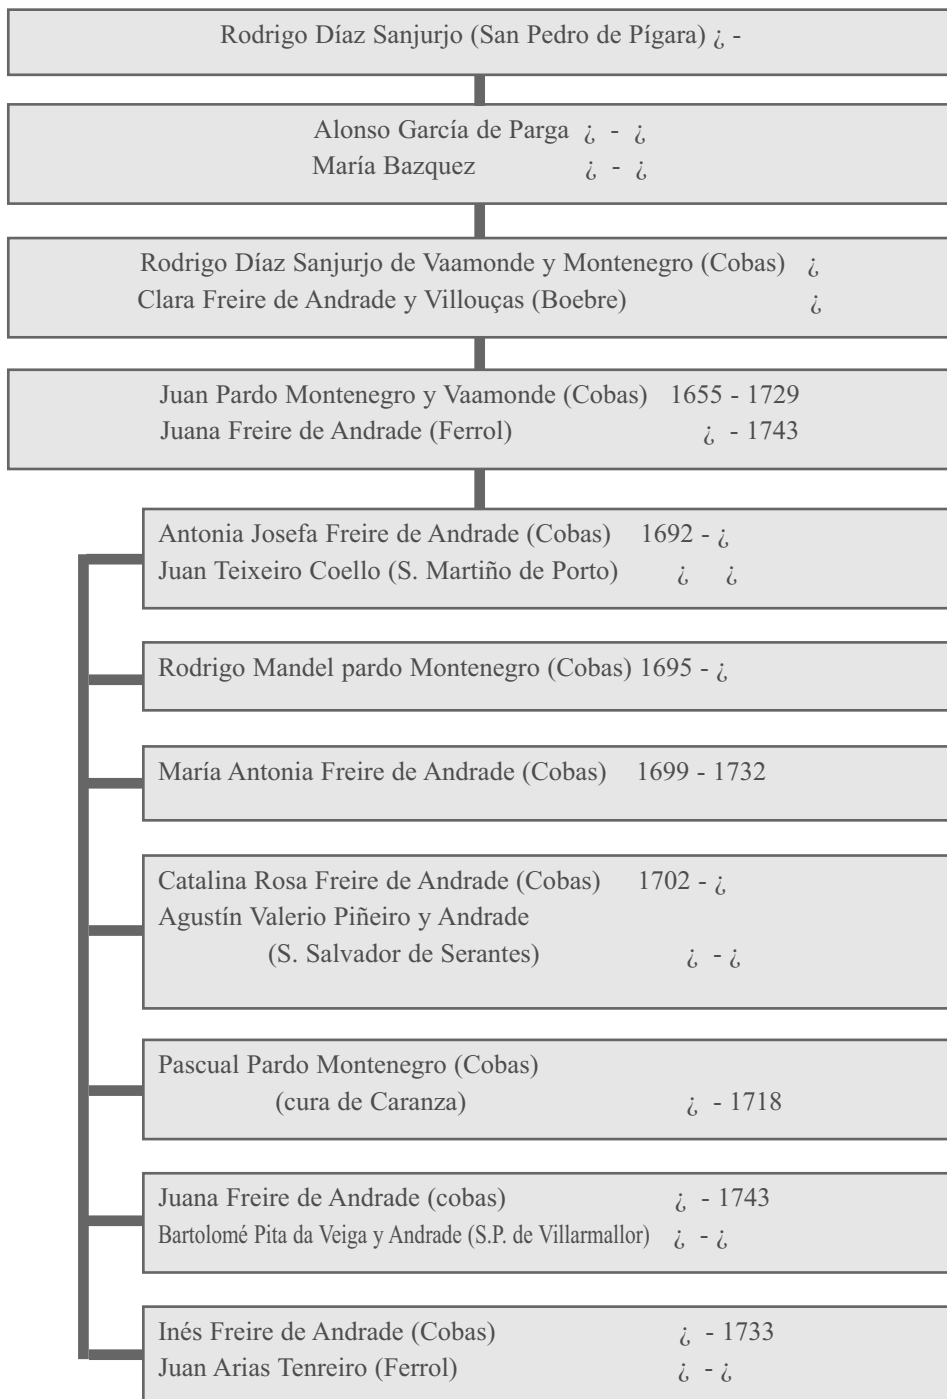 Rodrigo Díaz Sanjurjo (San Pedro de Pígara) ¿ -
Alonso García de Parga ¿ - ¿
María Bazquez ¿ - ¿
Rodrigo Díaz Sanjurjo de Vaamonde y Montenegro (Cobas) ¿
Clara Freire de Andrade y Villouças (Boebre) ¿
Juan Pardo Montenegro y Vaamonde (Cobas) 1655 - 1729
Juana Freire de Andrade (Ferrol) ¿ - 1743
Antonia Josefa Freire de Andrade (Cobas) 1692 - ¿
Juan Teixeiro Coello (S. Martiño de Porto) ¿ ¿
Rodrigo Mandel pardo Montenegro (Cobas) 1695 - ¿
María Antonia Freire de Andrade (Cobas) 1699 - 1732
Catalina Rosa Freire de Andrade (Cobas) 1702 - ¿
Agustín Valerio Piñeiro y Andrade
(S. Salvador de Serantes) ¿ - ¿
Pascual Pardo Montenegro (Cobas)
(cura de Caranza) ¿ - 1718
Juana Freire de Andrade (cobas) ¿ - 1743
Bartolomé Pita da Veiga y Andrade (S.P. de Villarmallor) ¿ - ¿
Inés Freire de Andrade (Cobas) ¿ - 1733
Juan Arias Tenreiro (Ferrol) ¿ - ¿